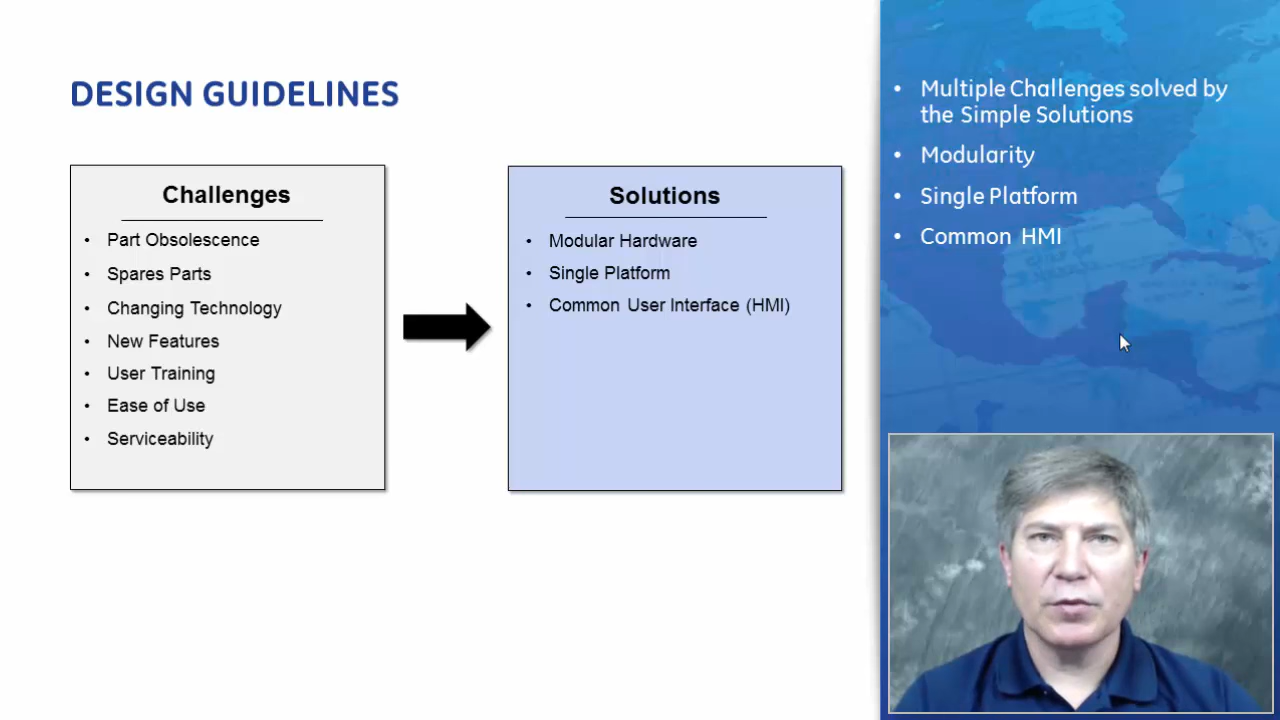 DESIGN GUIDELINES
Challenges
• Part Obsolescence
• Spares Parts
• Changing Technology
• New Features
• User Training
• Ease of Use
• Serviceability
Solutions
• Modular Hardware
• Single Platform
• Common User Interface (HMI)
• Multiple Challenges solved by
the Simple Solutions
• Modularity
• Single Platform
• Common HMI